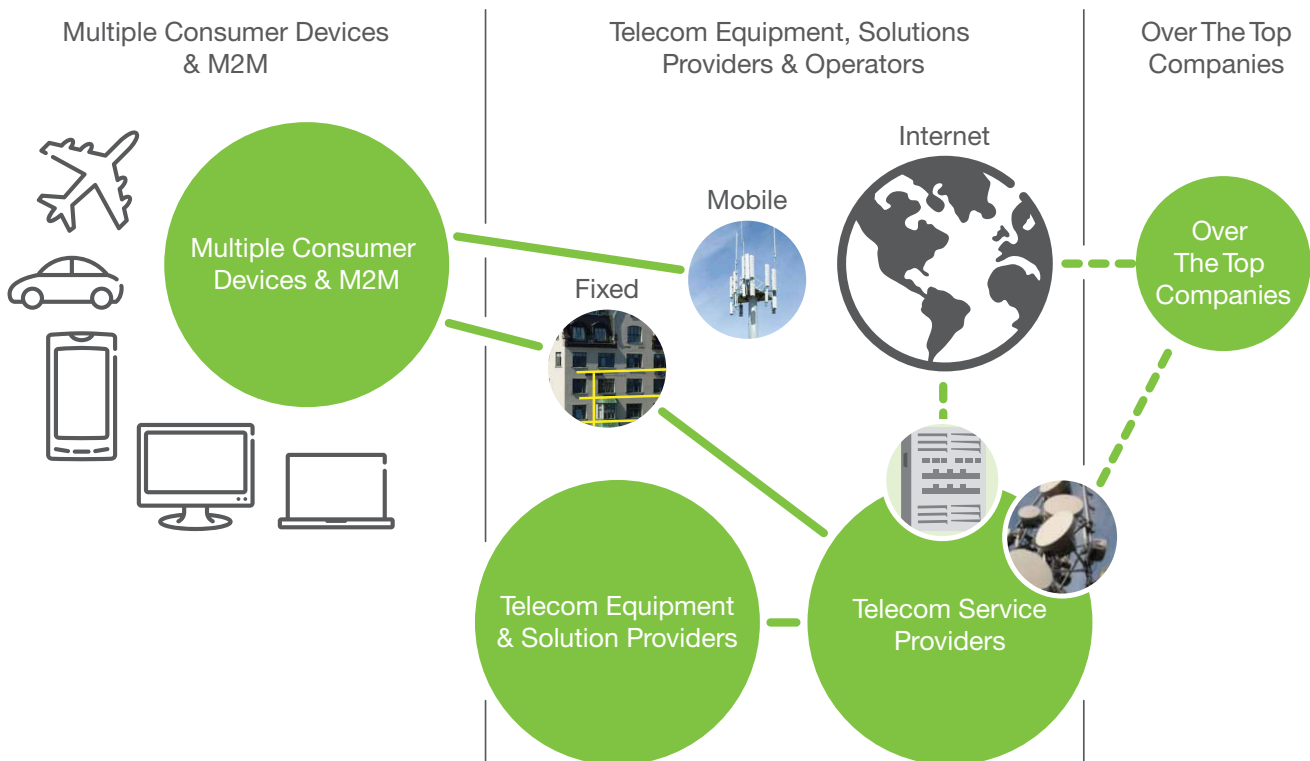 Multiple Consumer Devices
& M2M
Telecom Equipment, Solutions
Providers & Operators
Over The Top
Companies
Internet
Mobile
Fixed
Multiple Consumer
Devices & M2M
Over
The Top
Companies
Telecom Equipment
& Solution Providers
Telecom Service
Providers